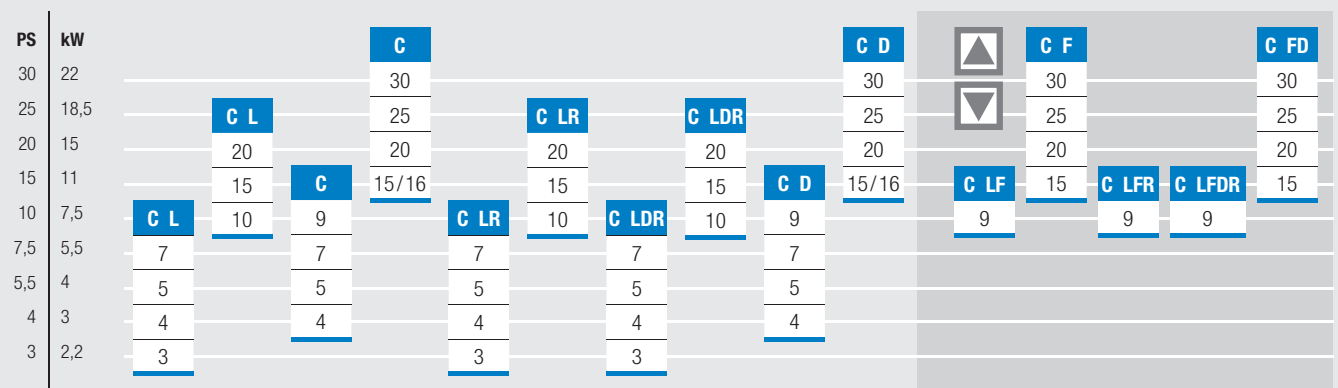 PS kW C C D C F C FD
30 22 30 30 30 30
25 18,5 C L 25 C LR C LDR 25 25 25
20 15 20 20 20 20 20 20 20
15 11 15 C 15/16 15 15 C D 15/16 C LF 15 C LFR C LFDR 15
10 7,5 C L 10 9 C LR 10 C LDR 10 9 9 9 9
7,5 5,5 7 7 7 7 7
5,5 4 5 5 5 5 5
4 3 4 4 4 4 4
3 2,2 3 3 3